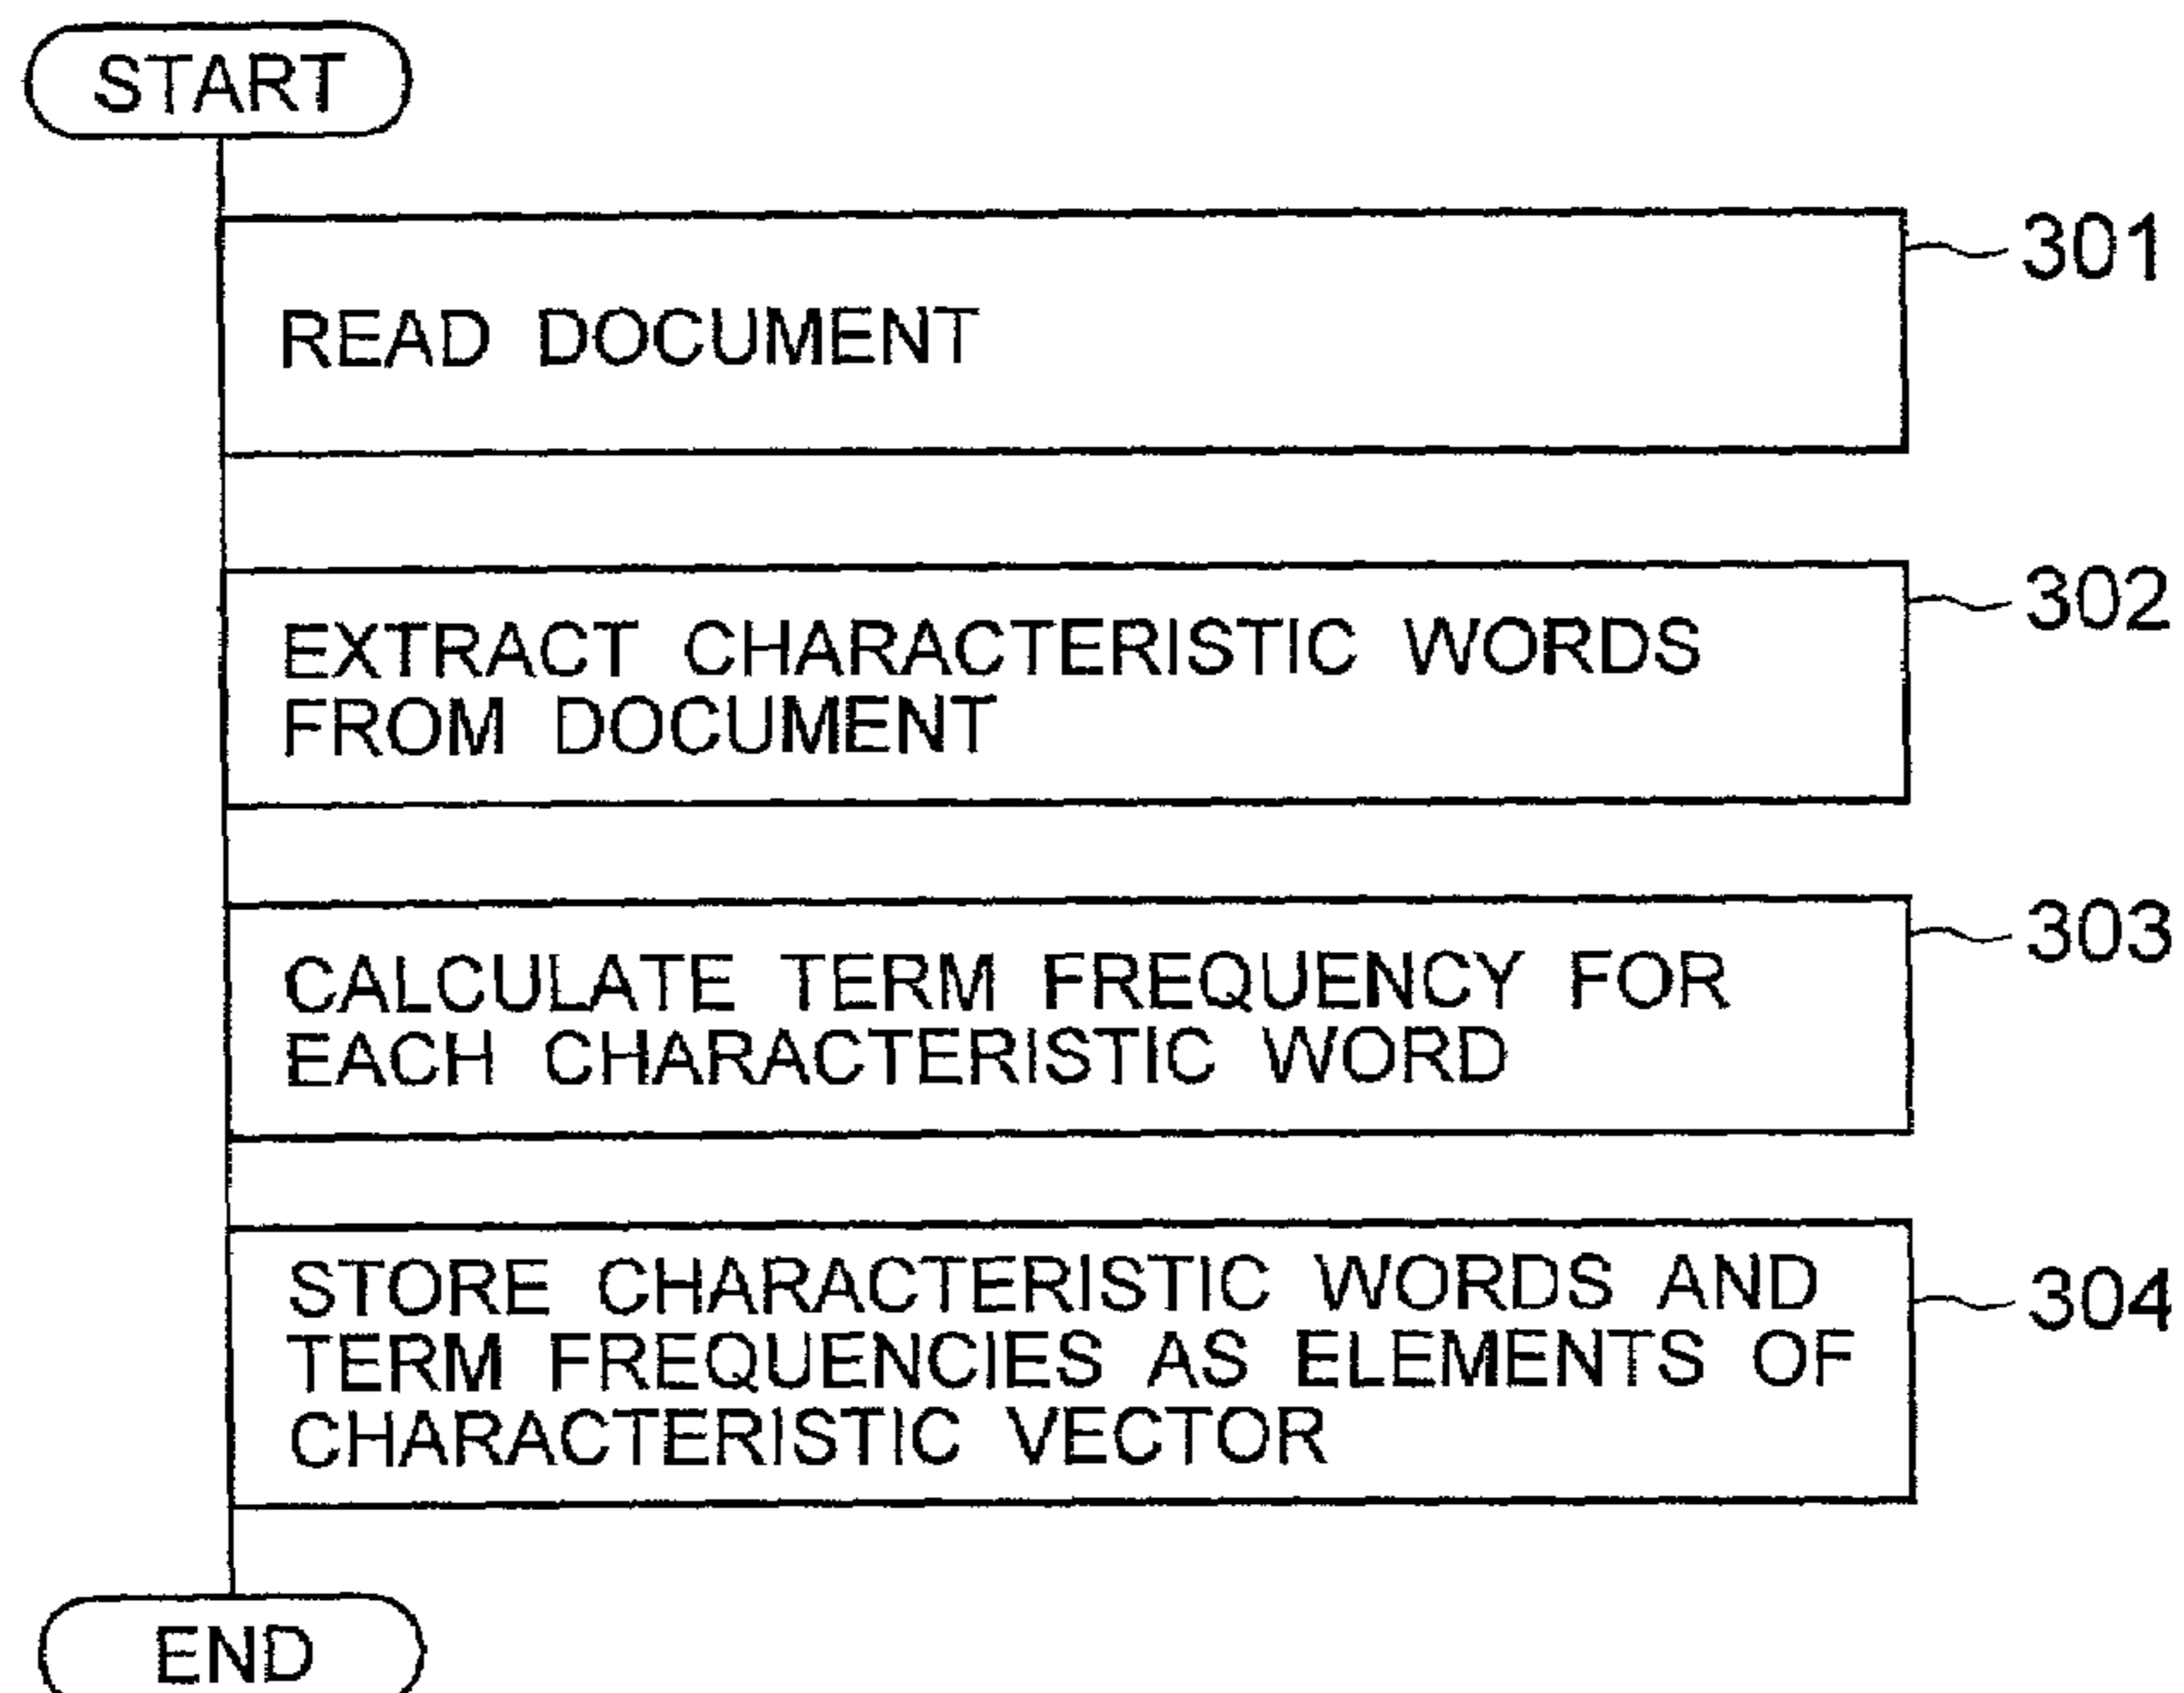 START
301
READ DOCUMENT
302
EXTRACT CHARACTERISTIC WORDS
FROM DOCUMENT
303
CALCULATE TERM FREQUENCY FOR
EACH CHARACTERISTIC WORD
304
STORE CHARACTERISTIC WORDS AND
TERM FREQUENCIES AS ELEMENTS OF
CHARACTERISTIC VECTOR
END